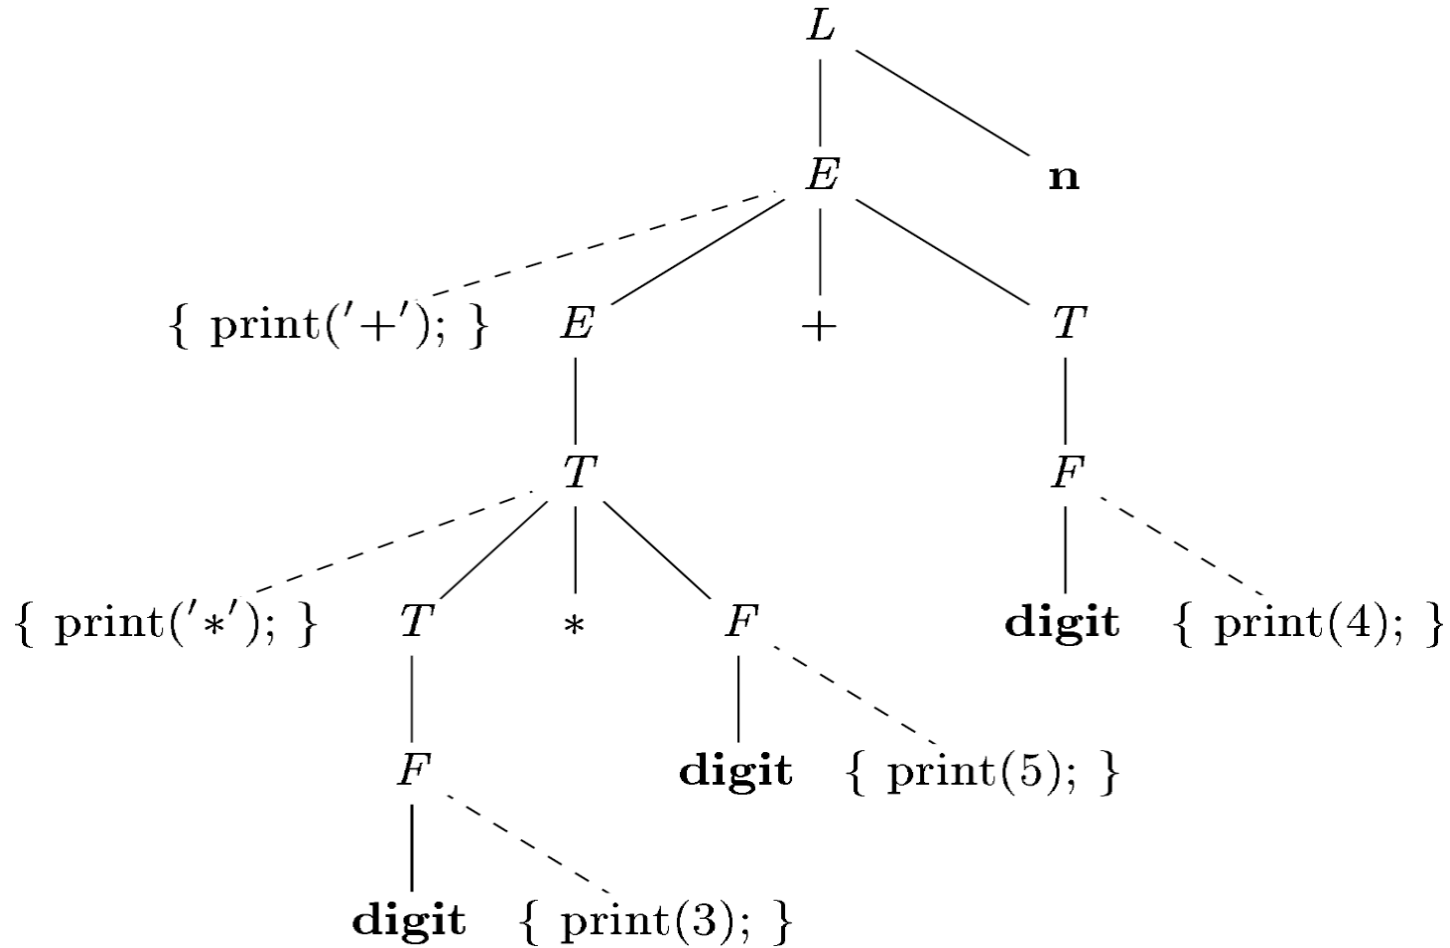 L
E n
{ print('+'); } E + T
T F
{ print('*'); } T * F digit { print(4); }
F digit { print(5); }
digit { print(3); }